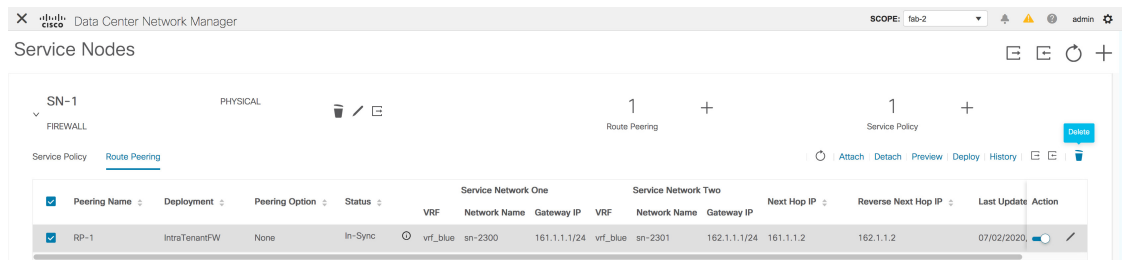 CISCO Data Center Network Manager SCOPE: fab-2 admin
Service Nodes
SN-1 PHYSICAL 1 1
FIREWALL Route Peering Service Policy
Delete
Service Policy Route Peering Attach Detach Preview Deploy History
Service Network One Service Network Two
Peering Name Deployment Peering Option Status Next Hop IP Reverse Next Hop IP Last Update Action
VRF Network Name Gateway IP VRF Network Name Gateway IP
RP-1 IntraTenantFW None In-Sync vrf_blue sn-2300 161.1.1.1/24 vrf_blue sn-2301 162.1.1.1/24 161.1.1.2 162.1.1.2 07/02/2020,